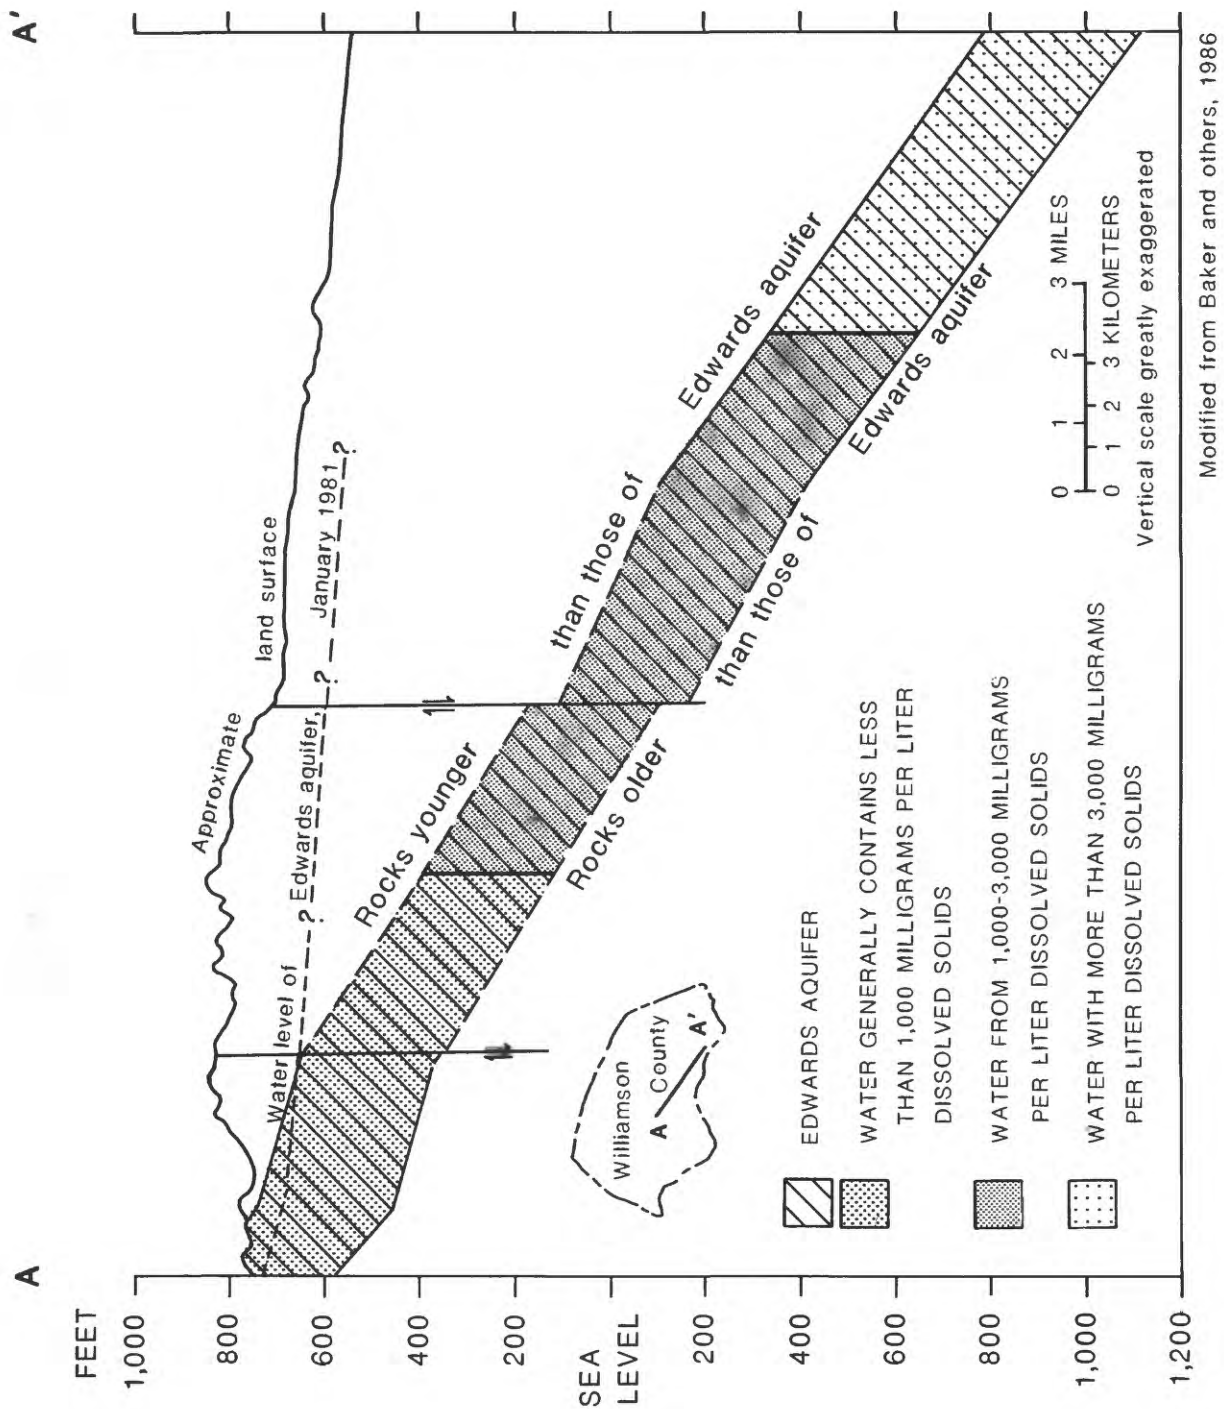 A
A'
FEET
1,000
800
600
400
200
SEA
LEVEL
200
400
600
800
1,000
1,200
Approximate
land surface
Water level of
? Edwards aquifer, ? January 1981 ?
Rocks younger
than those of
Edwards aquifer
Rocks older
than those of
Edwards aquifer
Williamson
County
A
A'
EDWARDS AQUIFER
WATER GENERALLY CONTAINS LESS
THAN 1,000 MILLIGRAMS PER LITER
DISSOLVED SOLIDS
WATER FROM 1,000-3,000 MILLIGRAMS
PER LITER DISSOLVED SOLIDS
WATER WITH MORE THAN 3,000 MILLIGRAMS
PER LITER DISSOLVED SOLIDS
0 1 2 3 MILES
0 1 2 3 KILOMETERS
Vertical scale greatly exaggerated
Modified from Baker and others, 1986